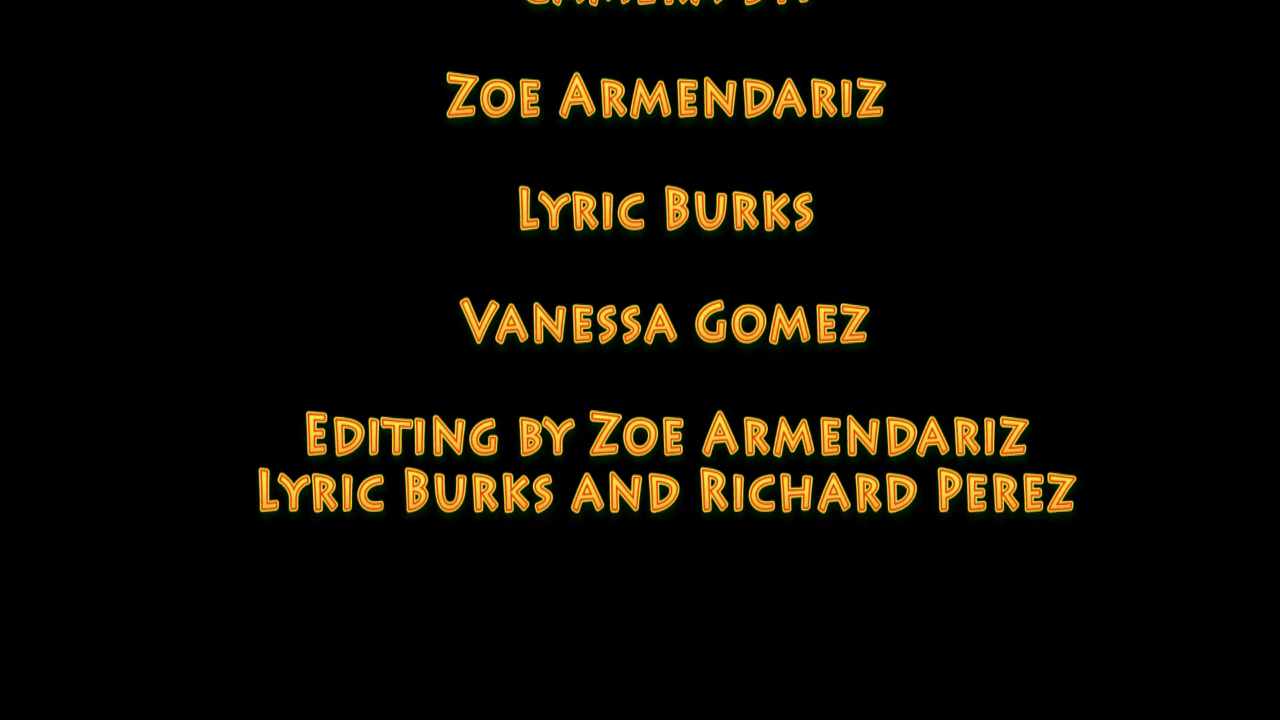 Zoe Armendariz
Lyric Burks
Vanessa Gomez
Editing by Zoe Armendariz
Lyric Burks and Richard Perez